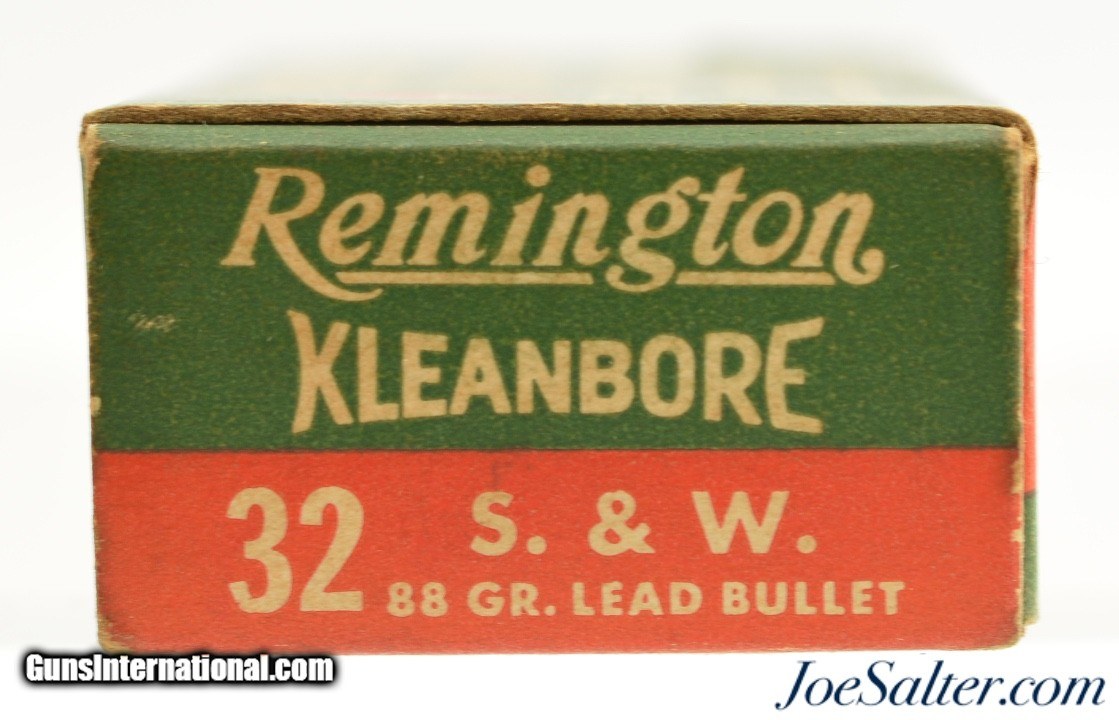 Remington
KLEANBORE
32 S. & W.
88 GR. LEAD BULLET
GunsInternational.com
JoeSalter.com